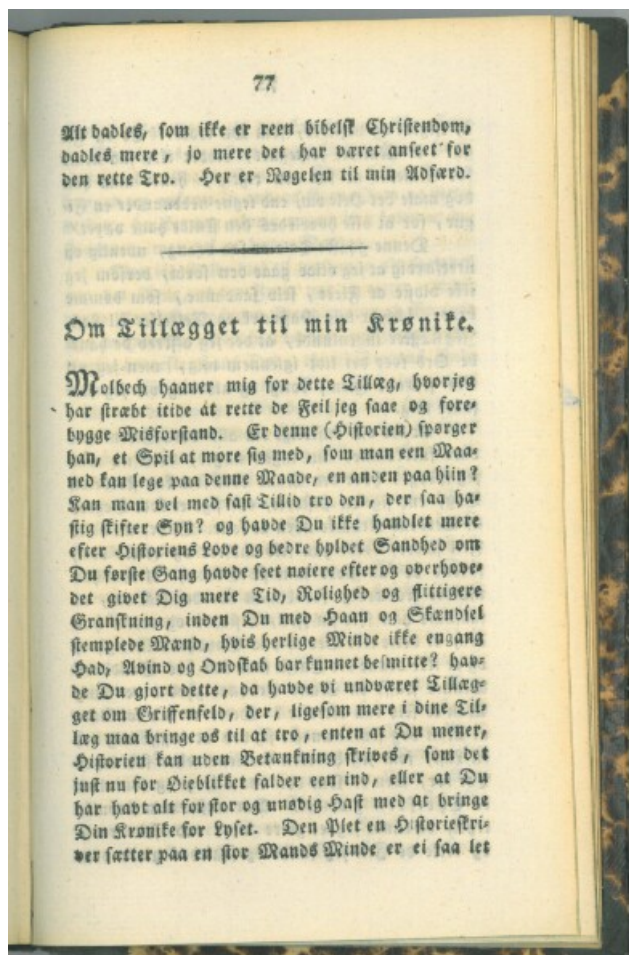 77
Alt dadles, som ikke er reen bibelsk Christendom,
dadles mere, jo mere det har været anseet for
den rette Tro. Her er Nøgelen til min Adfærd.
Om Tillægget til min Krønike.
Molbech haaner mig for dette Tillæg, hvorjeg
har stræbt itide at rette de Feil jeg saae og fore-
bygge Misforstand. Er denne (Historien) spørger
han, et Spil at more sig med, som man een Maa-
ned kan lege paa denne Maade, en anden paa hiin?
Kan man vel med fast Tillid tro den, der saa ha-
stig skifter Syn? og havde Du ikke handlet mere
efter Historiens Love og bedre hyldet Sandhed om
Du første Gang havde seet nøiere efter og overhove-
det givet Dig mere Tid, Rolighed og flittigere
Granskning, inden Du med Haan og Skændsel
stemplede Mænd, hvis herlige Minde ikke engang
Had, Avind og Ondskab har kunnet besmitte? hav-
de Du gjort dette, da havde vi undværet Tillæg-
get om Griffenfeld, der, ligesom mere i dine Til-
læg maa bringe os til at tro, enten at Du mener,
Historien kan uden Betænkning skrives, som det
just nu for Øieblikket falder een ind, eller at Du
har havt alt for stor og unødig Hast med at bringe
Din Krønike for Lyset. Den Plet en Historieskri-
ver sætter paa en stor Mands Minde er ei saa let